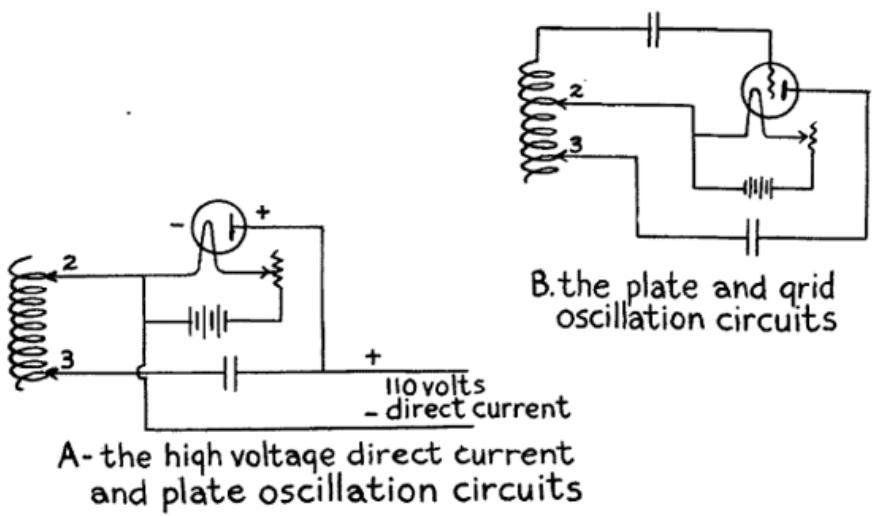 2
3
-
+
+
110 volts
- direct current
A- the high voltage direct current
and plate oscillation circuits
2
3
B. the plate and grid
oscillation circuits